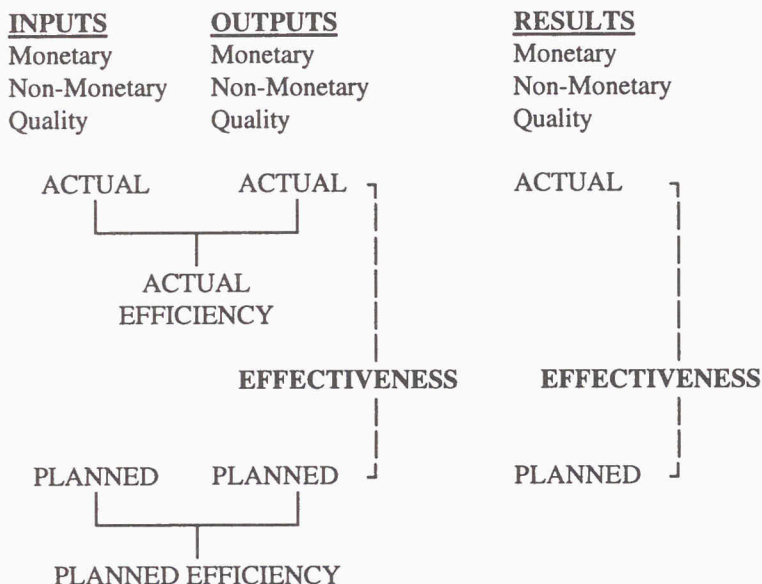 INPUTS OUTPUTS RESULTS
Monetary Monetary Monetary
Non-Monetary Non-Monetary Non-Monetary
Quality Quality Quality
ACTUAL ACTUAL ACTUAL
ACTUAL
EFFICIENCY
EFFECTIVENESS EFFECTIVENESS
PLANNED PLANNED PLANNED
PLANNED EFFICIENCY